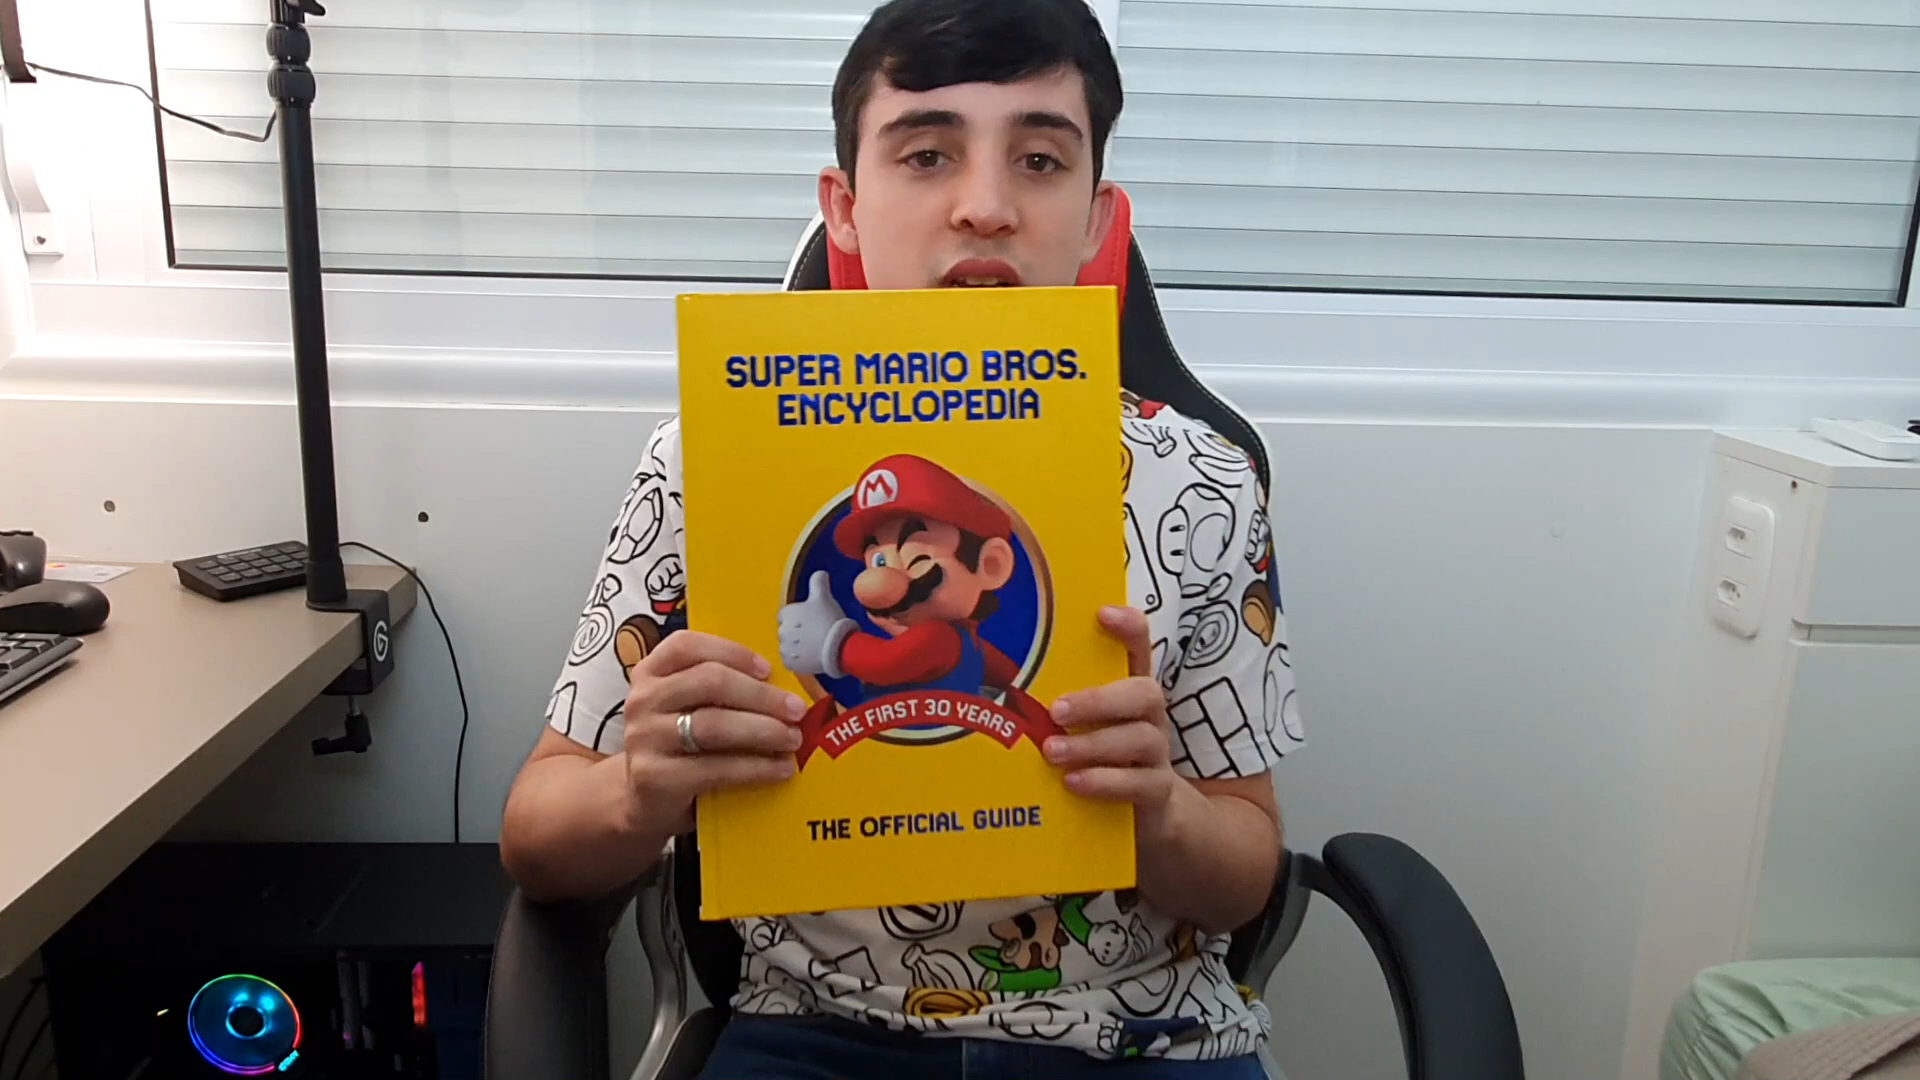 SUPER MARIO BROS.
ENCYCLOPEDIA
M
THE FIRST 30 YEARS
THE OFFICIAL GUIDE